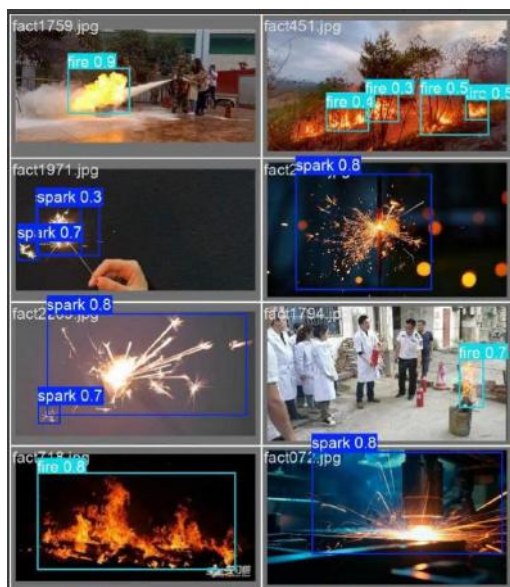 fact1759.jpg
fire 0.9
fact451.jpg
fire 0.4
fire 0.3
fire 0.5
fact1971.jpg
spark 0.3
spark 0.7
spark 0.8
spark 0.8
spark 0.7
fact1794.jpg
fire 0.7
fire 0.8
spark 0.8
fact072.jpg